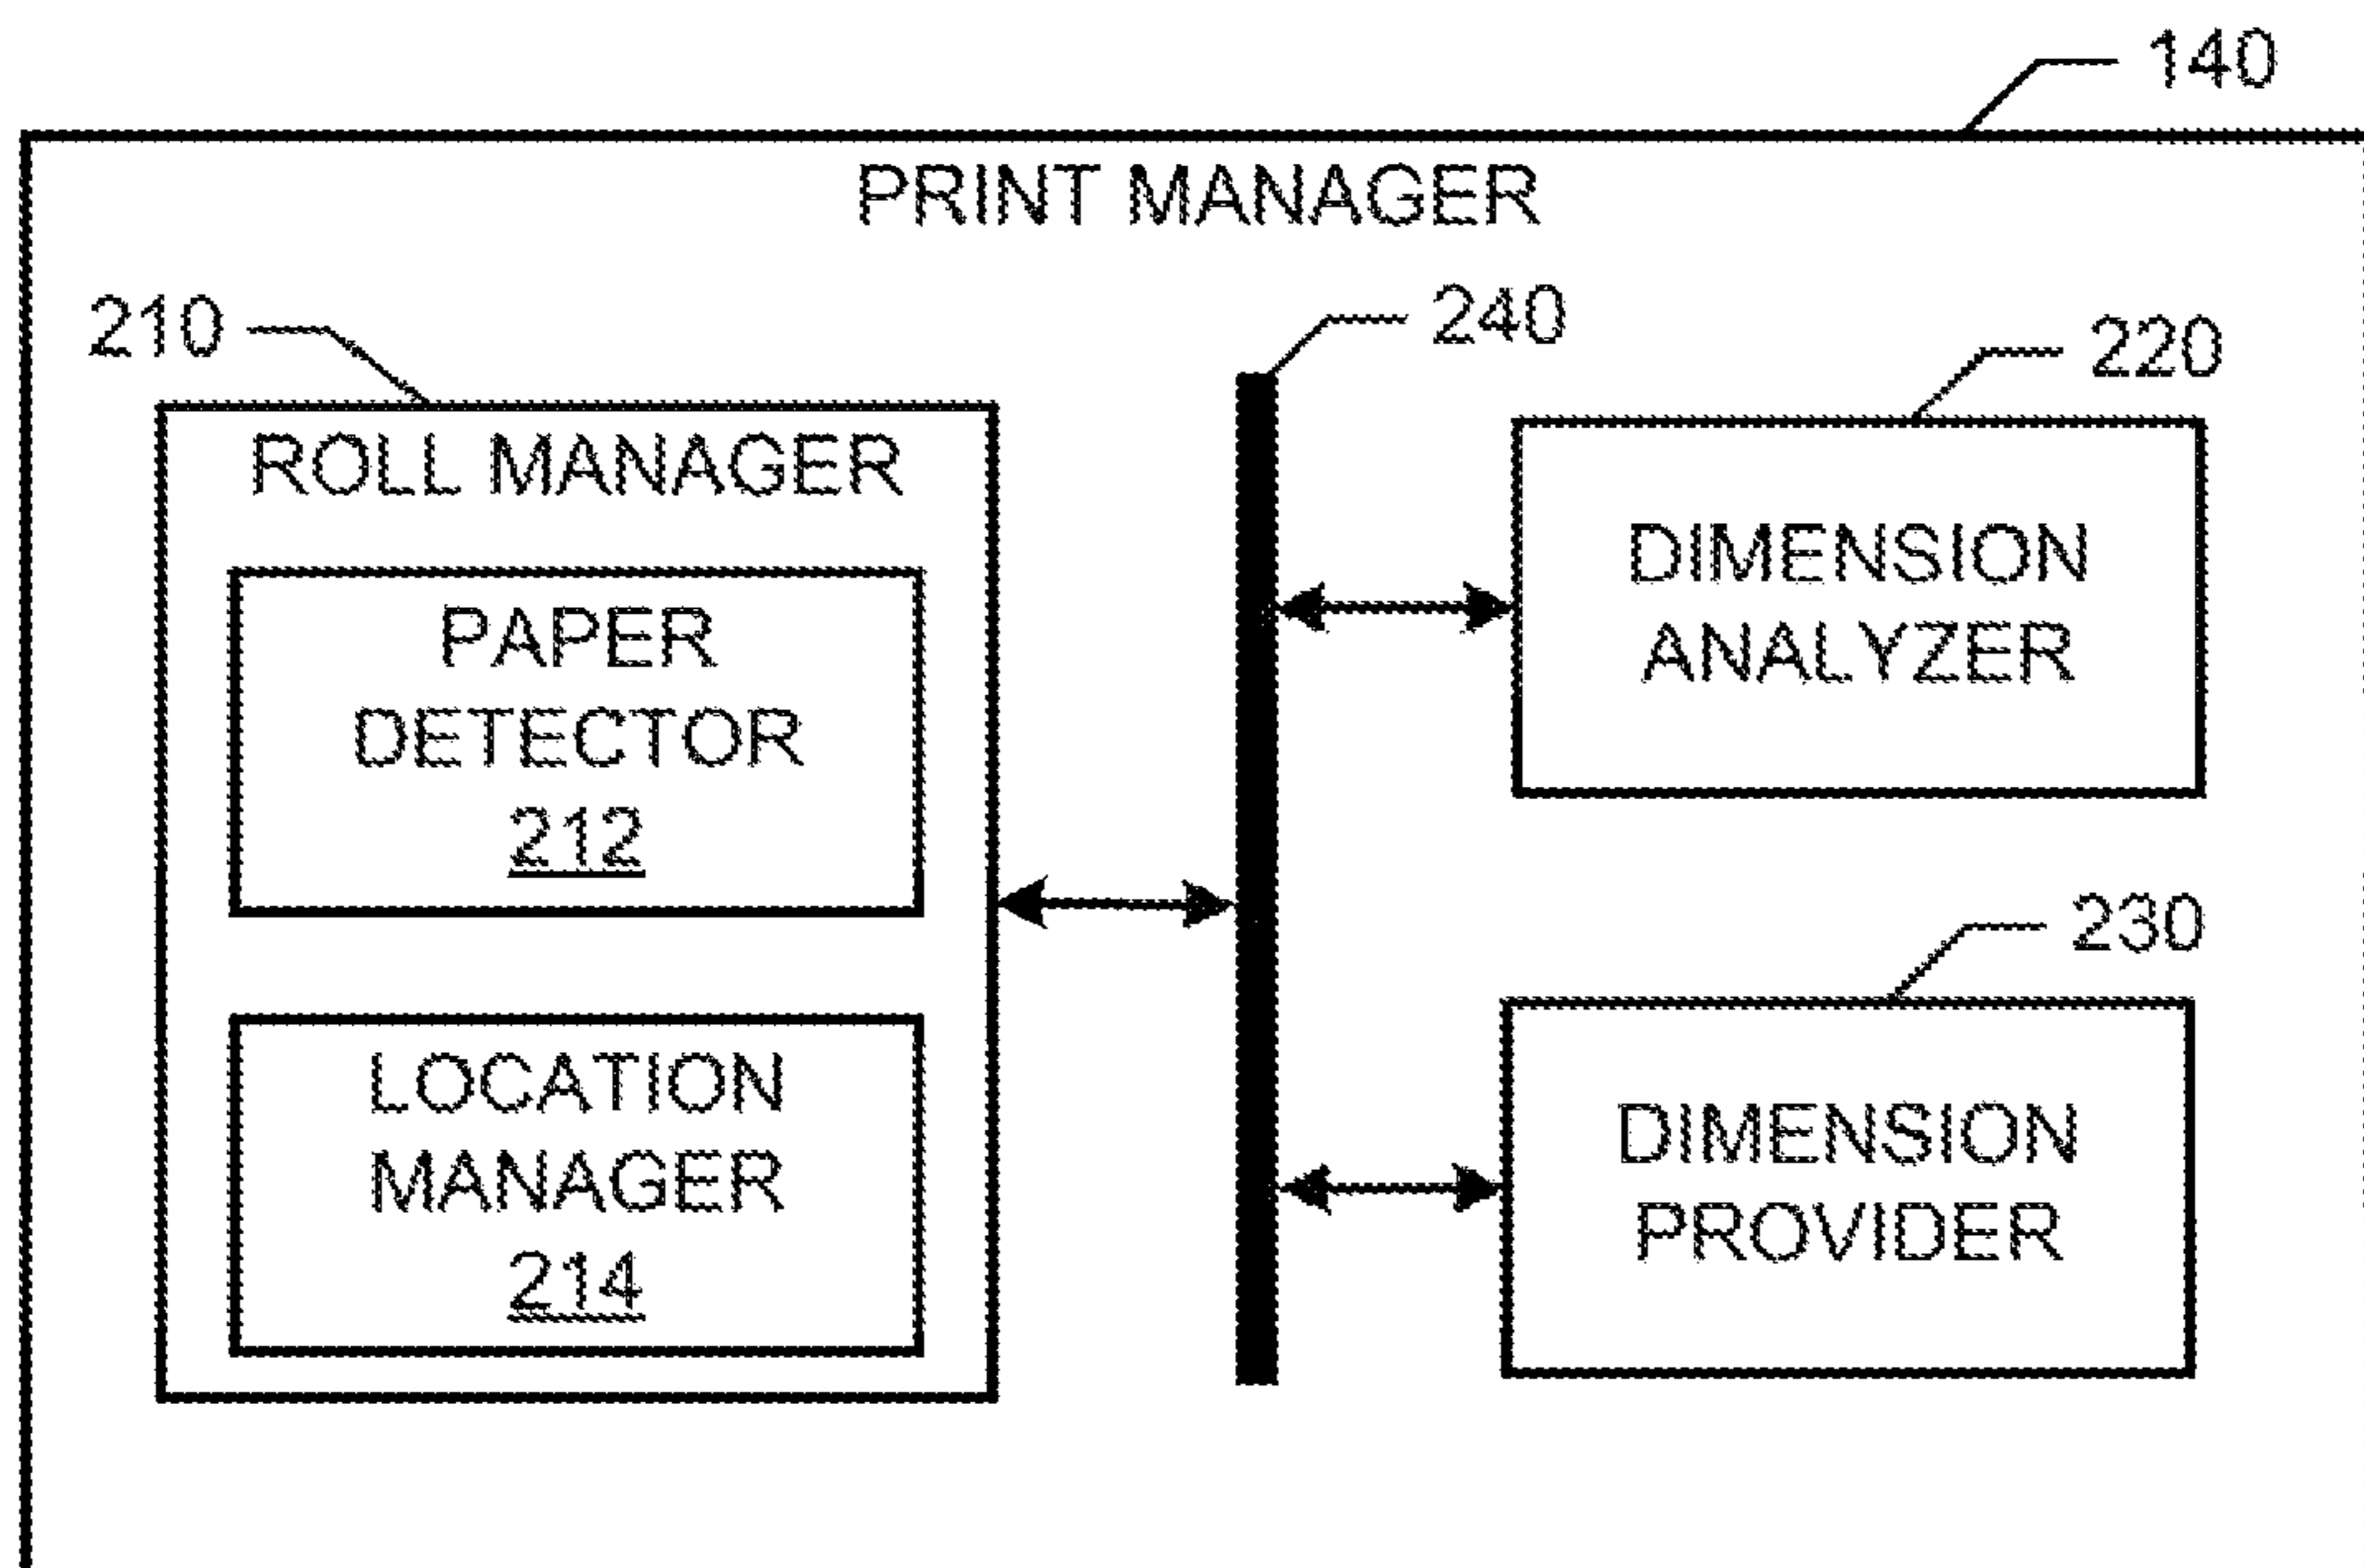 140
PRINT MANAGER
210
240
220
ROLL MANAGER
PAPER
DETECTOR
212
DIMENSION
ANALYZER
230
LOCATION
MANAGER
214
DIMENSION
PROVIDER